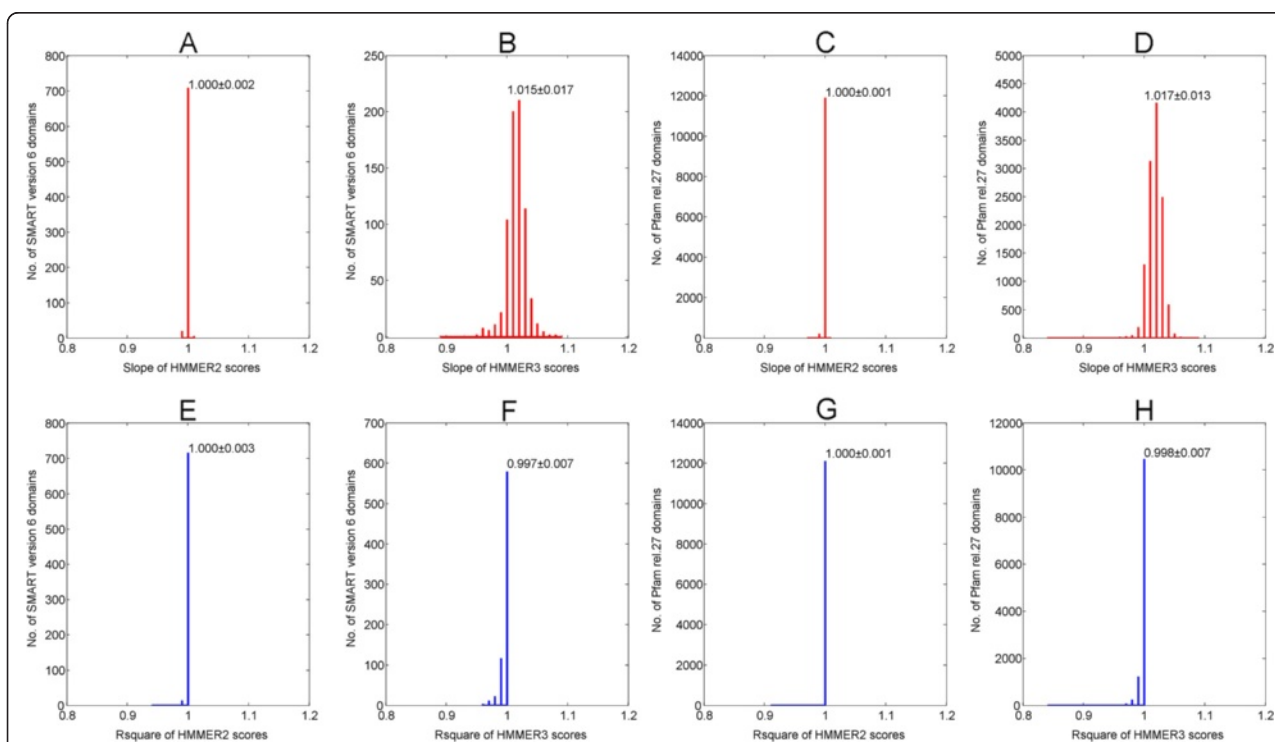 A
No. of SMART version 6 domains
800
700
600
500
400
300
200
100
0
1.000±0.002
0.8 0.9 1 1.1 1.2
Slope of HMMER2 scores
B
No. of SMART version 6 domains
250
200
150
100
50
0
1.015±0.017
0.8 0.9 1 1.1 1.2
Slope of HMMER3 scores
C
No. of Pfam rel.27 domains
14000
12000
10000
8000
6000
4000
2000
0
1.000±0.001
0.8 0.9 1 1.1 1.2
Slope of HMMER2 scores
D
No. of Pfam rel.27 domains
5000
4500
4000
3500
3000
2500
2000
1500
1000
500
0
1.017±0.013
0.8 0.9 1 1.1 1.2
Slope of HMMER3 scores
E
No. of SMART version 6 domains
800
700
600
500
400
300
200
100
0
1.000±0.003
0.8 0.9 1 1.1 1.2
Rsquare of HMMER2 scores
F
No. of SMART version 6 domains
700
600
500
400
300
200
100
0
0.997±0.007
0.8 0.9 1 1.1 1.2
Rsquare of HMMER3 scores
G
No. of Pfam rel.27 domains
14000
12000
10000
8000
6000
4000
2000
0
1.000±0.001
0.8 0.9 1 1.1 1.2
Rsquare of HMMER2 scores
H
No. of Pfam rel.27 domains
12000
10000
8000
6000
4000
2000
0
0.998±0.007
0.8 0.9 1 1.1 1.2
Rsquare of HMMER3 scores